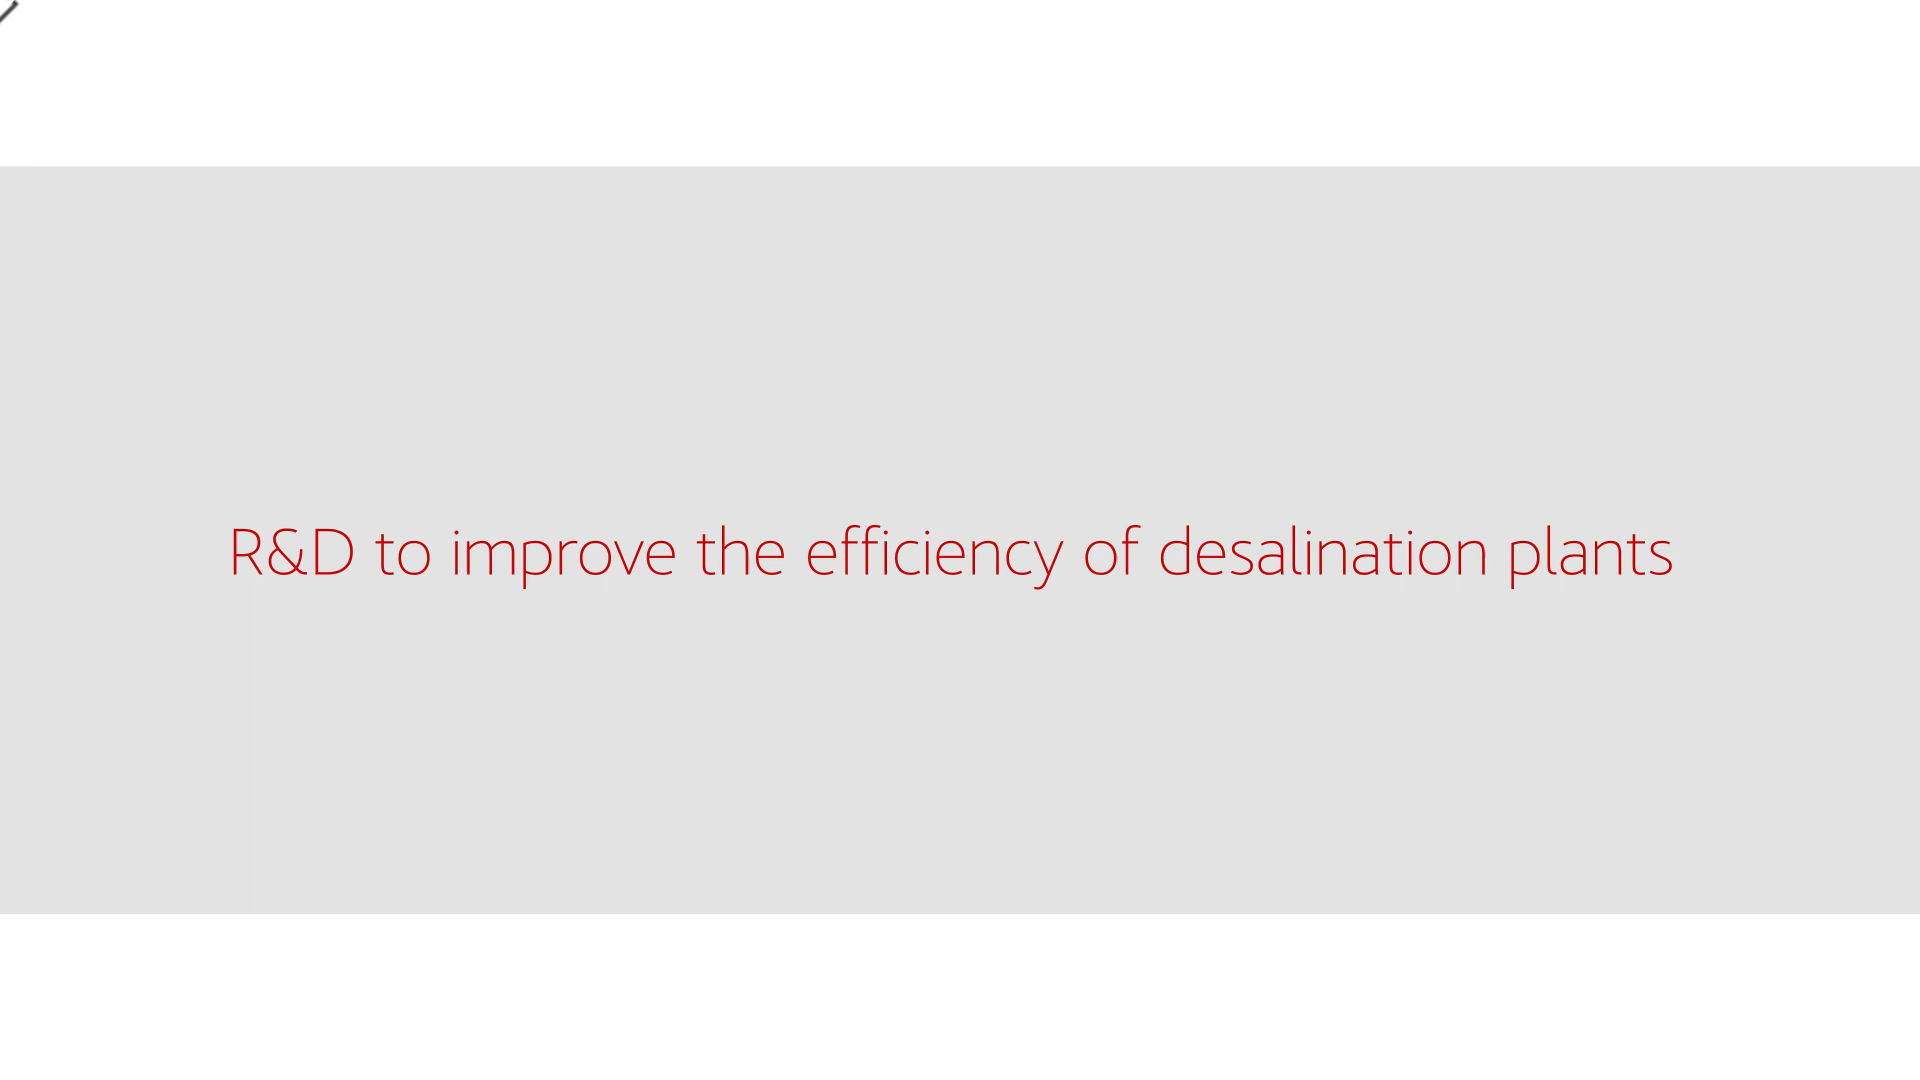 R&D to improve the efficiency of desalination plants